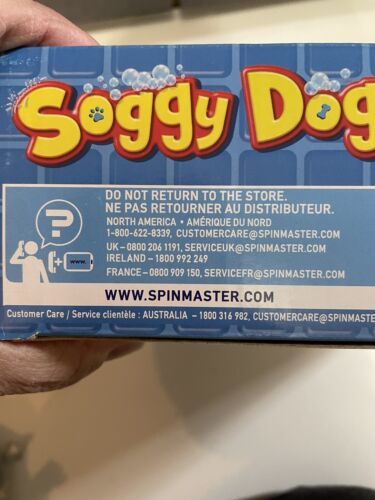 Soggy Dog
?
www.
DO NOT RETURN TO THE STORE.
NE PAS RETOURNER AU DISTRIBUTEUR.
NORTH AMERICA • AMÉRIQUE DU NORD
1-800-622-8339, CUSTOMERCARE@SPINMASTER.COM
UK – 0800 206 1191, SERVICEUK@SPINMASTER.COM
IRELAND – 1800 992 249
FRANCE – 0800 909 150, SERVICEFR@SPINMASTER.COM
WWW.SPINMASTER.COM
Customer Care / Service clientèle : AUSTRALIA – 1800 316 982, CUSTOMERCARE@SPINMASTE